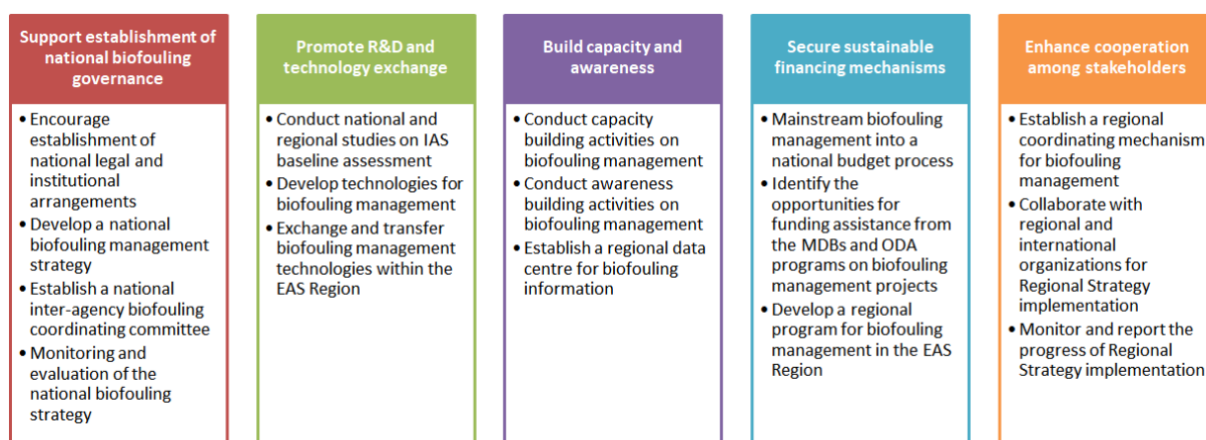 Support establishment of
national biofouling
governance
• Encourage
establishment of
national legal and
institutional
arrangements
• Develop a national
biofouling management
strategy
• Establish a national
inter-agency biofouling
coordinating committee
• Monitoring and
evaluation of the
national biofouling
strategy
Promote R&D and
technology exchange
• Conduct national and
regional studies on IAS
baseline assessment
• Develop technologies for
biofouling management
• Exchange and transfer
biofouling management
technologies within the
EAS Region
Build capacity and
awareness
• Conduct capacity
building activities on
biofouling management
• Conduct awareness
building activities on
biofouling management
• Establish a regional data
centre for biofouling
information
Secure sustainable
financing mechanisms
• Mainstream biofouling
management into a
national budget process
• Identify the
opportunities for
funding assistance from
the MDBs and ODA
programs on biofouling
management projects
• Develop a regional
program for biofouling
management in the EAS
Region
Enhance cooperation
among stakeholders
• Establish a regional
coordinating mechanism
for biofouling
management
• Collaborate with
regional and
international
organizations for
Regional Strategy
implementation
• Monitor and report the
progress of Regional
Strategy implementation